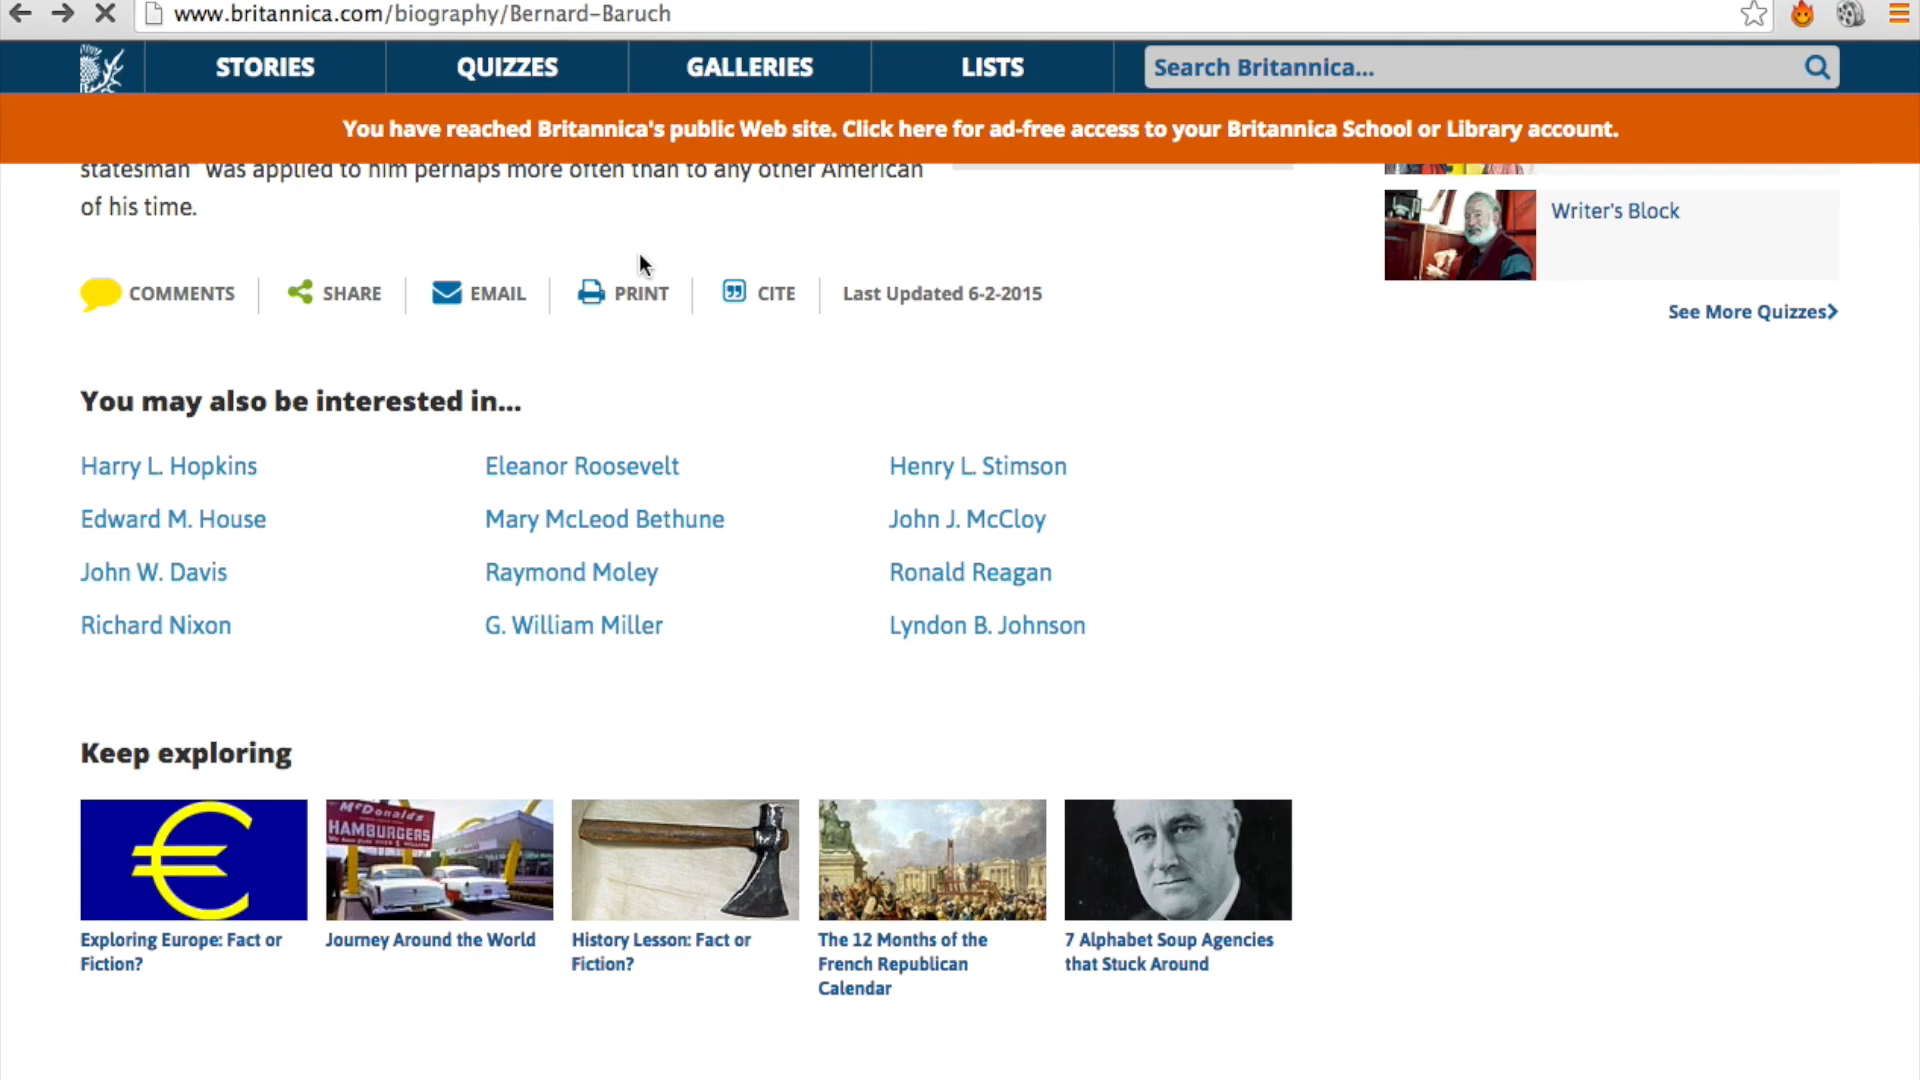 www.britannica.com/biography/Bernard-Baruch
STORIES
QUIZZES
GALLERIES
LISTS
Search Britannica...
You have reached Britannica's public Web site. Click here for ad-free access to your Britannica School or Library account.
statesman" was applied to him perhaps more often than to any other American
of his time.
Writer's Block
See More Quizzes
COMMENTS
SHARE
EMAIL
PRINT
CITE
Last Updated 6-2-2015
You may also be interested in...
Harry L. Hopkins
Eleanor Roosevelt
Henry L. Stimson
Edward M. House
Mary McLeod Bethune
John J. McCloy
John W. Davis
Raymond Moley
Ronald Reagan
Richard Nixon
G. William Miller
Lyndon B. Johnson
Keep exploring
McDonald's
HAMBURGERS
Exploring Europe: Fact or
Fiction?
Journey Around the World
History Lesson: Fact or
Fiction?
The 12 Months of the
French Republican
Calendar
7 Alphabet Soup Agencies
that Stuck Around